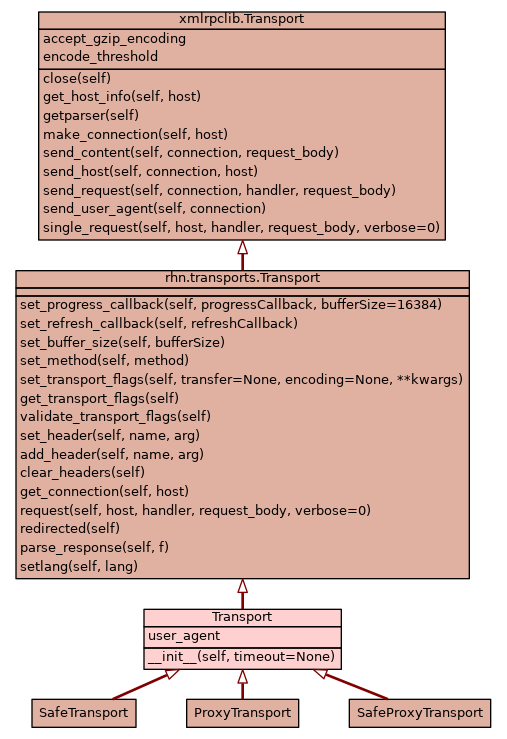 xmlrpclib.Transport
accept_gzip_encoding
encode_threshold
close(self)
get_host_info(self, host)
getparser(self)
make_connection(self, host)
send_content(self, connection, request_body)
send_host(self, connection, host)
send_request(self, connection, handler, request_body)
send_user_agent(self, connection)
single_request(self, host, handler, request_body, verbose=0)
rhn.transports.Transport
set_progress_callback(self, progressCallback, bufferSize=16384)
set_refresh_callback(self, refreshCallback)
set_buffer_size(self, bufferSize)
set_method(self, method)
set_transport_flags(self, transfer=None, encoding=None, **kwargs)
get_transport_flags(self)
validate_transport_flags(self)
set_header(self, name, arg)
add_header(self, name, arg)
clear_headers(self)
get_connection(self, host)
request(self, host, handler, request_body, verbose=0)
redirected(self)
parse_response(self, f)
setlang(self, lang)
Transport
user_agent
__init__(self, timeout=None)
SafeTransport
ProxyTransport
SafeProxyTransport